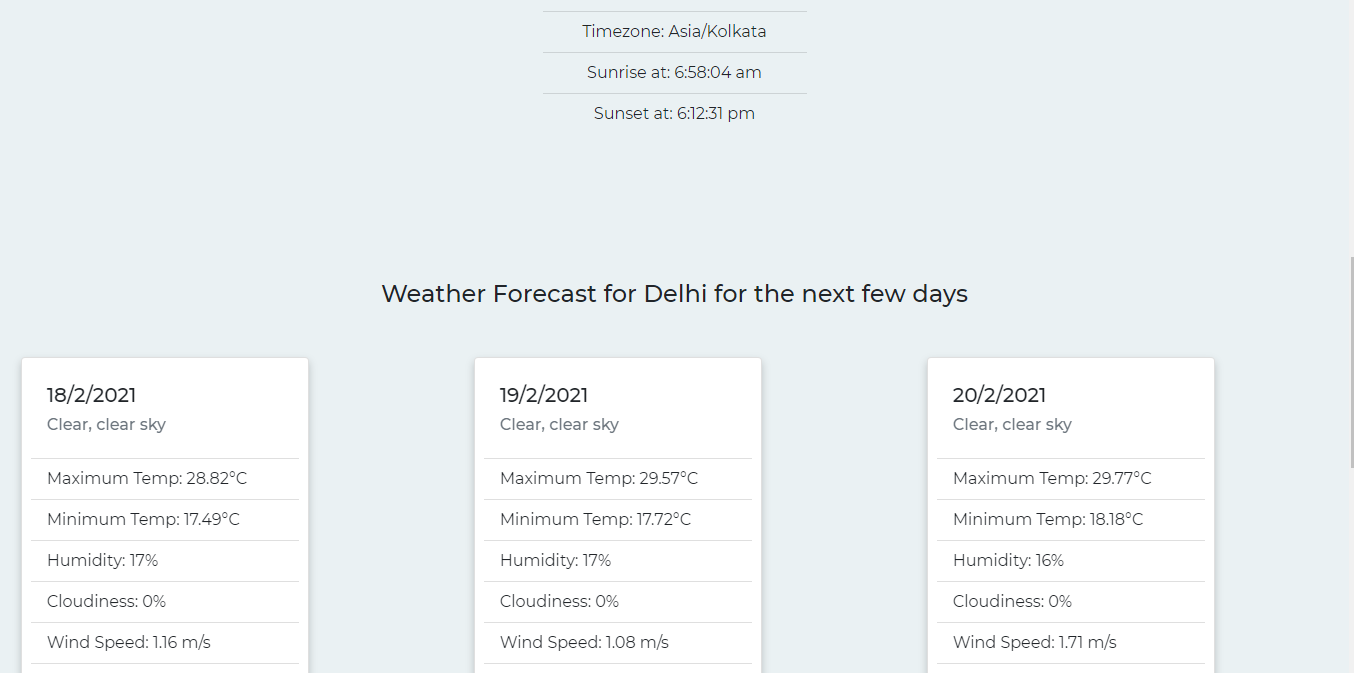 Timezone: Asia/Kolkata
Sunrise at: 6:58:04 am
Sunset at: 6:12:31 pm
Weather Forecast for Delhi for the next few days
18/2/2021
Clear, clear sky
Maximum Temp: 28.82°C
Minimum Temp: 17.49°C
Humidity: 17%
Cloudiness: 0%
Wind Speed: 1.16 m/s
19/2/2021
Clear, clear sky
Maximum Temp: 29.57°C
Minimum Temp: 17.72°C
Humidity: 17%
Cloudiness: 0%
Wind Speed: 1.08 m/s
20/2/2021
Clear, clear sky
Maximum Temp: 29.77°C
Minimum Temp: 18.18°C
Humidity: 16%
Cloudiness: 0%
Wind Speed: 1.71 m/s